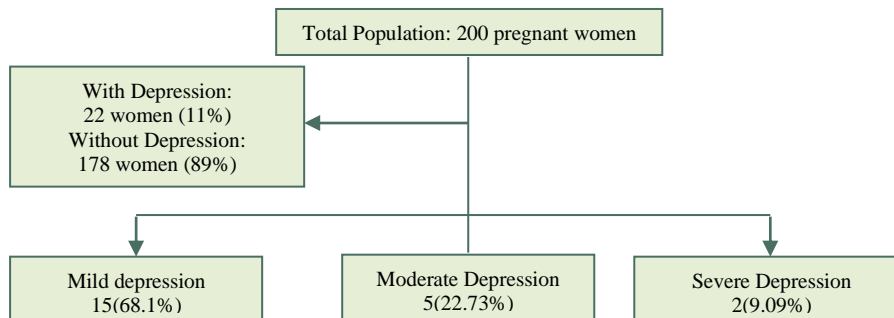 Total Population: 200 pregnant women
With Depression:
22 women (11%)
Without Depression:
178 women (89%)
Mild depression
15(68.1%)
Moderate Depression
5(22.73%)
Severe Depression
2(9.09%)